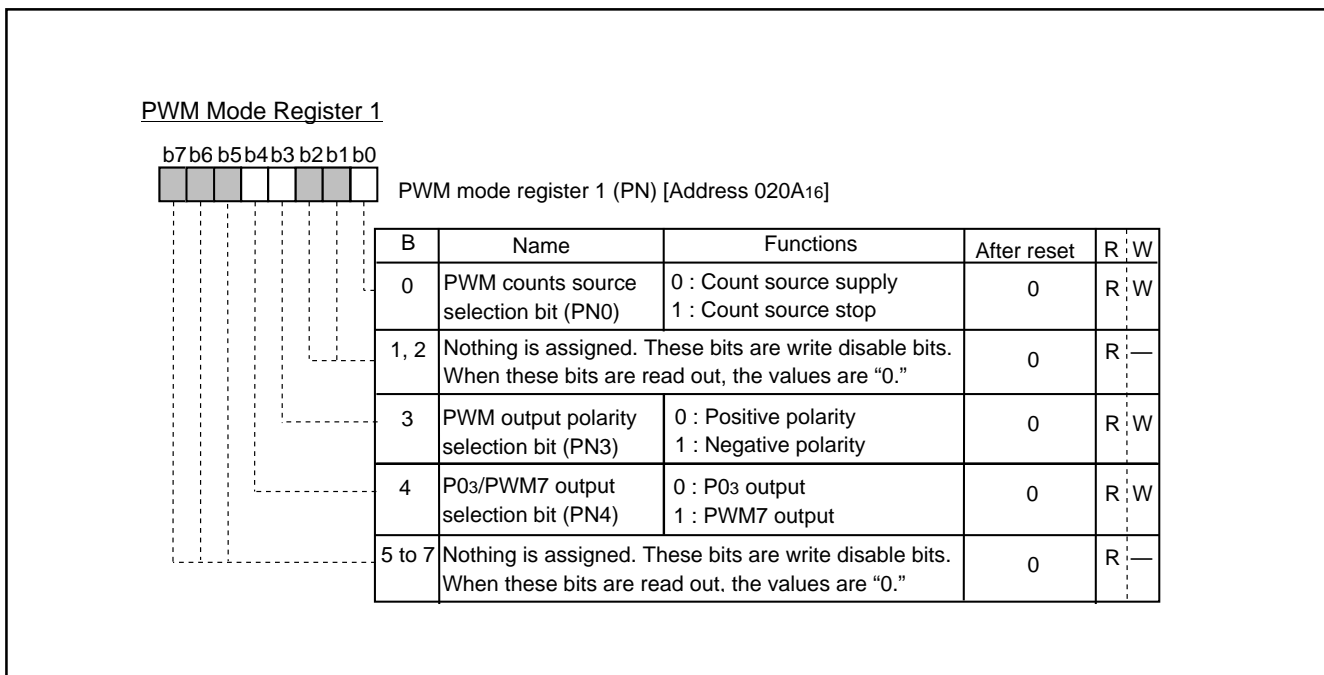 PWM Mode Register 1
b7 b6 b5 b4 b3 b2 b1 b0
PWM mode register 1 (PN) [Address 020A16]
B Name Functions After reset R W
0 PWM counts source 0 : Count source supply 0 R W
selection bit (PN0) 1 : Count source stop
1, 2 Nothing is assigned. These bits are write disable bits. 0 R —
When these bits are read out, the values are “0.”
3 PWM output polarity 0 : Positive polarity 0 R W
selection bit (PN3) 1 : Negative polarity
4 P03/PWM7 output 0 : P03 output 0 R W
selection bit (PN4) 1 : PWM7 output
5 to 7 Nothing is assigned. These bits are write disable bits. 0 R —
When these bits are read out, the values are “0.”